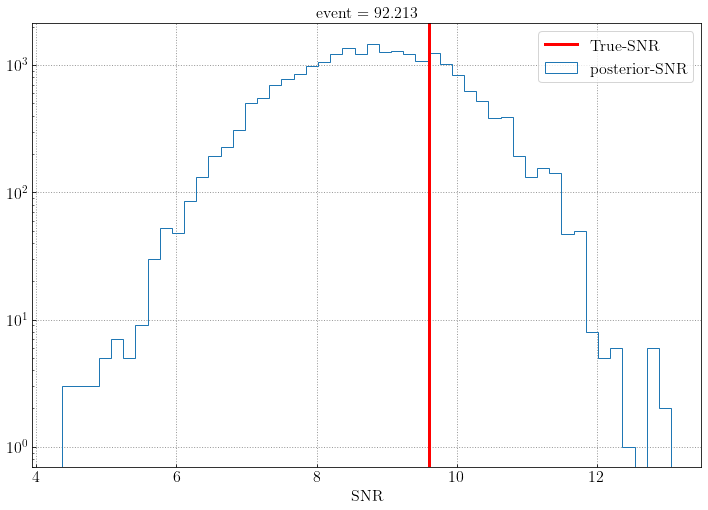 event = 92.213
True-SNR
posterior-SNR
10³
10²
10¹
10⁰
4 6 8 10 12
SNR